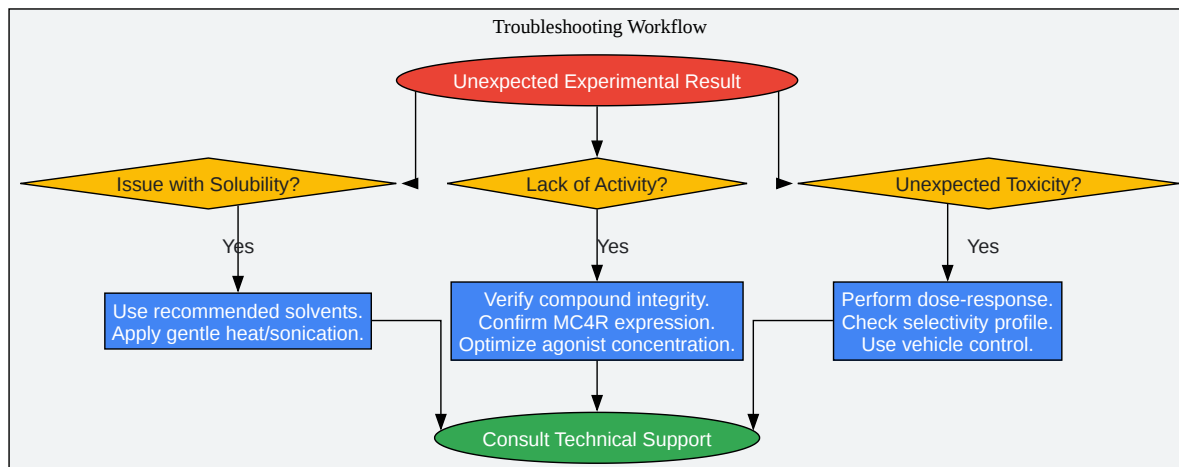 Troubleshooting Workflow
Unexpected Experimental Result
Issue with Solubility?
Lack of Activity?
Unexpected Toxicity?
Yes
Yes
Yes
Use recommended solvents.
Apply gentle heat/sonication.
Verify compound integrity.
Confirm MC4R expression.
Optimize agonist concentration.
Perform dose-response.
Check selectivity profile.
Use vehicle control.
Consult Technical Support